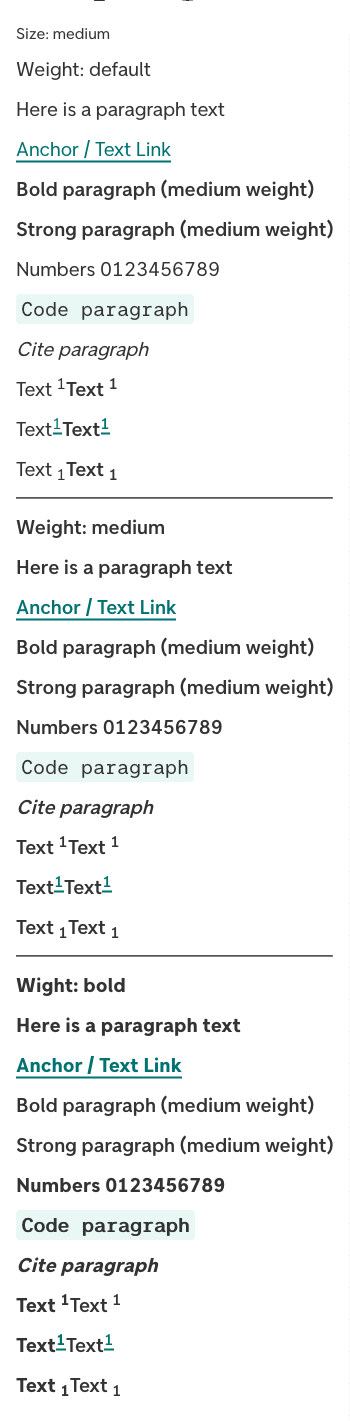 Size: medium
Weight: default
Here is a paragraph text
Anchor / Text Link
Bold paragraph (medium weight)
Strong paragraph (medium weight)
Numbers 0123456789
Code paragraph
Cite paragraph
Text ¹Text ¹
Text¹Text¹
Text ₁Text ₁
Weight: medium
Here is a paragraph text
Anchor / Text Link
Bold paragraph (medium weight)
Strong paragraph (medium weight)
Numbers 0123456789
Code paragraph
Cite paragraph
Text ¹Text ¹
Text¹Text¹
Text ₁Text ₁
Wight: bold
Here is a paragraph text
Anchor / Text Link
Bold paragraph (medium weight)
Strong paragraph (medium weight)
Numbers 0123456789
Code paragraph
Cite paragraph
Text ¹Text ¹
Text¹Text¹
Text ₁Text ₁